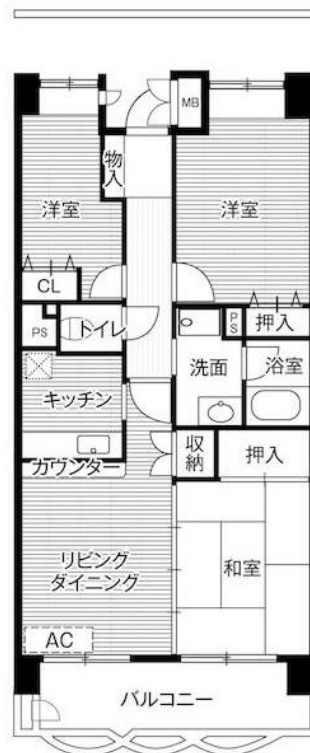 MB
物入
洋室
洋室
CL
PS
トイレ
PS
押入
洗面
浴室
キッチン
カウンター
収納
押入
リビング
ダイニング
和室
AC
バルコニー